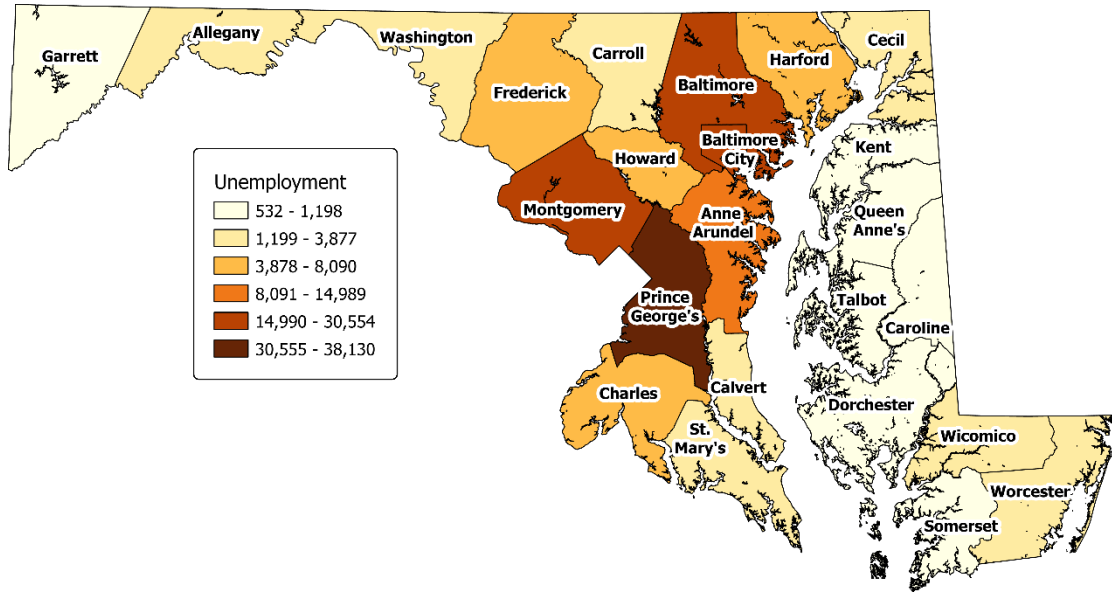 Garrett
Allegany
Washington
Frederick
Carroll
Baltimore
Harford
Cecil
Baltimore
City
Kent
Howard
Montgomery
Anne
Arundel
Queen
Anne's
Prince
George's
Talbot
Caroline
Calvert
Charles
St.
Mary's
Dorchester
Wicomico
Worcester
Somerset
Unemployment
532 - 1,198
1,199 - 3,877
3,878 - 8,090
8,091 - 14,989
14,990 - 30,554
30,555 - 38,130